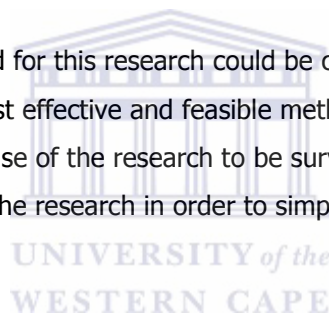 for this research could be
st effective and feasible meth
se of the research to be surv
he research in order to simp
UNIVERSITY of the
WESTERN CAPE